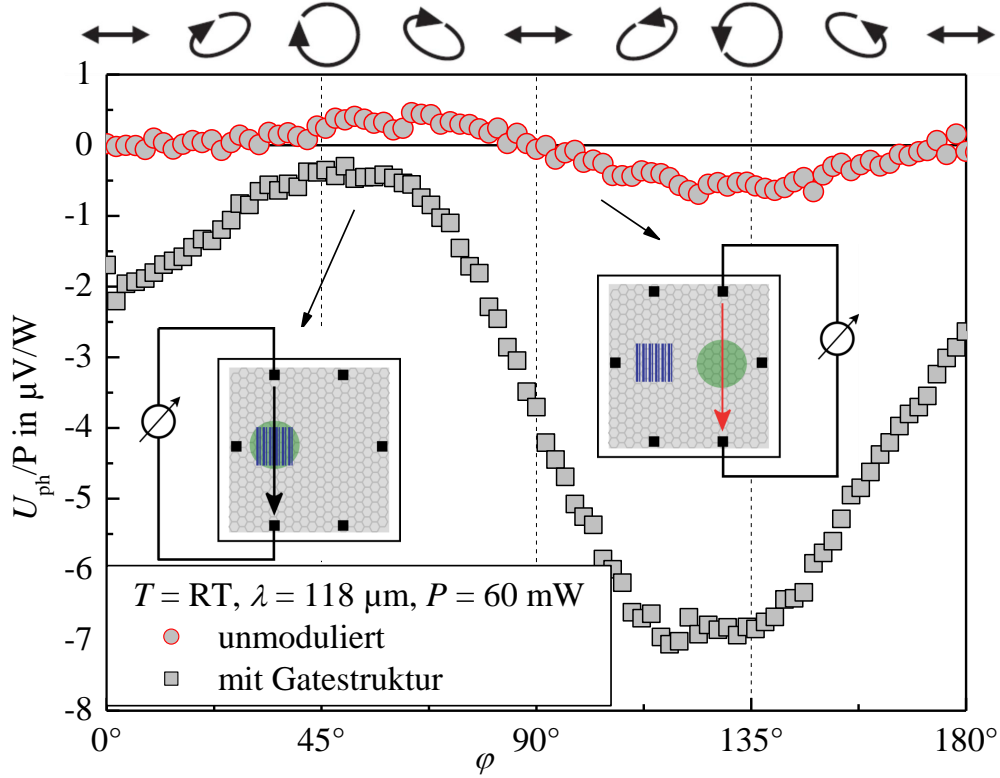 1
0
-1
-2
-3
-4
-5
-6
-7
-8
U_ph/P in µV/W
T = RT, λ = 118 µm, P = 60 mW
unmoduliert
mit Gatestruktur
0° 45° 90° 135° 180°
φ